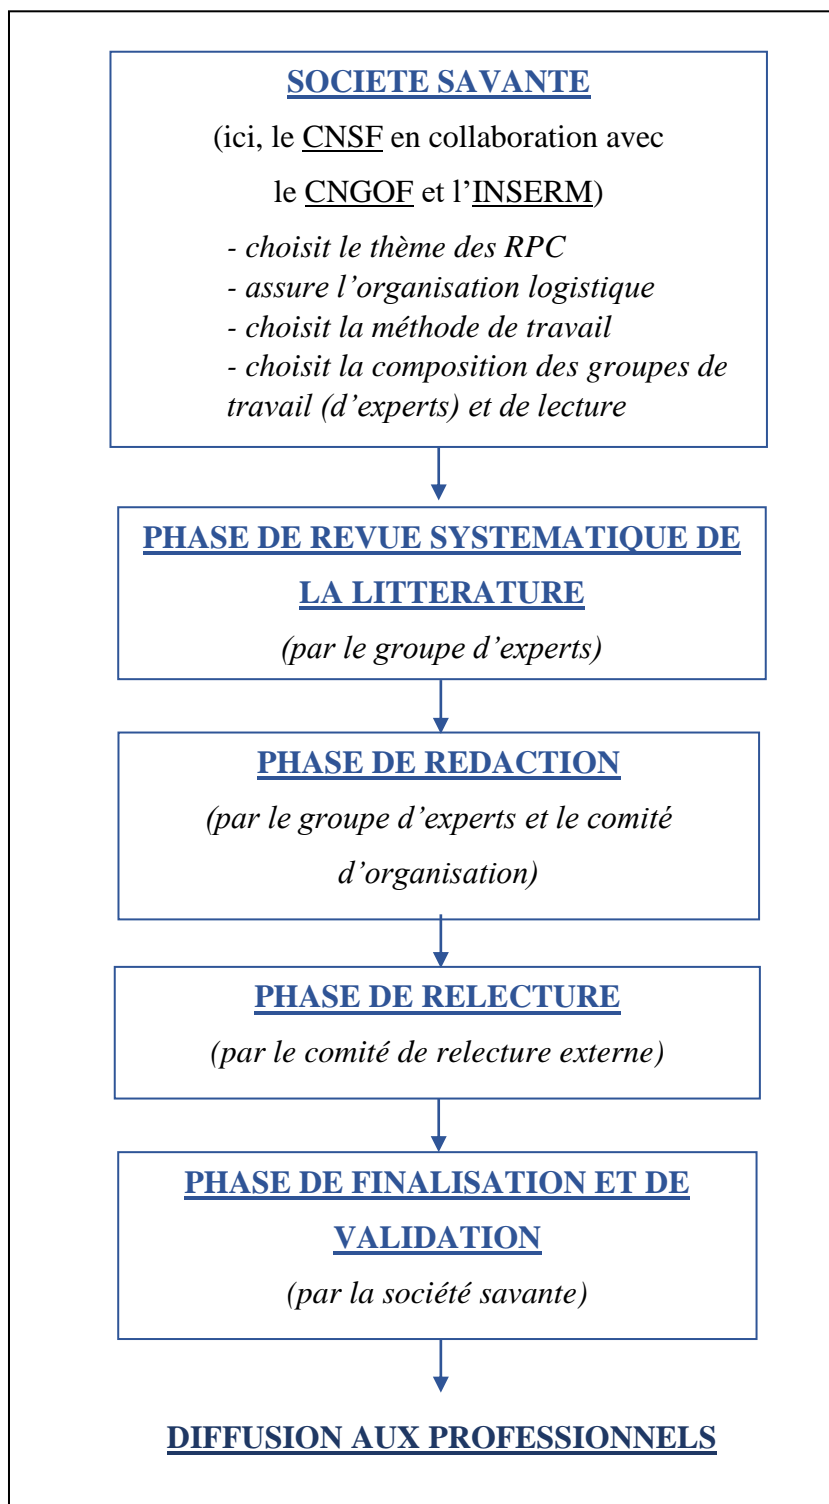 SOCIETE SAVANTE
(ici, le CNSF en collaboration avec
le CNGOF et l’INSERM)
- choisit le thème des RPC
- assure l’organisation logistique
- choisit la méthode de travail
- choisit la composition des groupes de
travail (d’experts) et de lecture
PHASE DE REVUE SYSTEMATIQUE DE
LA LITTERATURE
(par le groupe d’experts)
PHASE DE REDACTION
(par le groupe d’experts et le comité
d’organisation)
PHASE DE RELECTURE
(par le comité de relecture externe)
PHASE DE FINALISATION ET DE
VALIDATION
(par la société savante)
DIFFUSION AUX PROFESSIONNELS